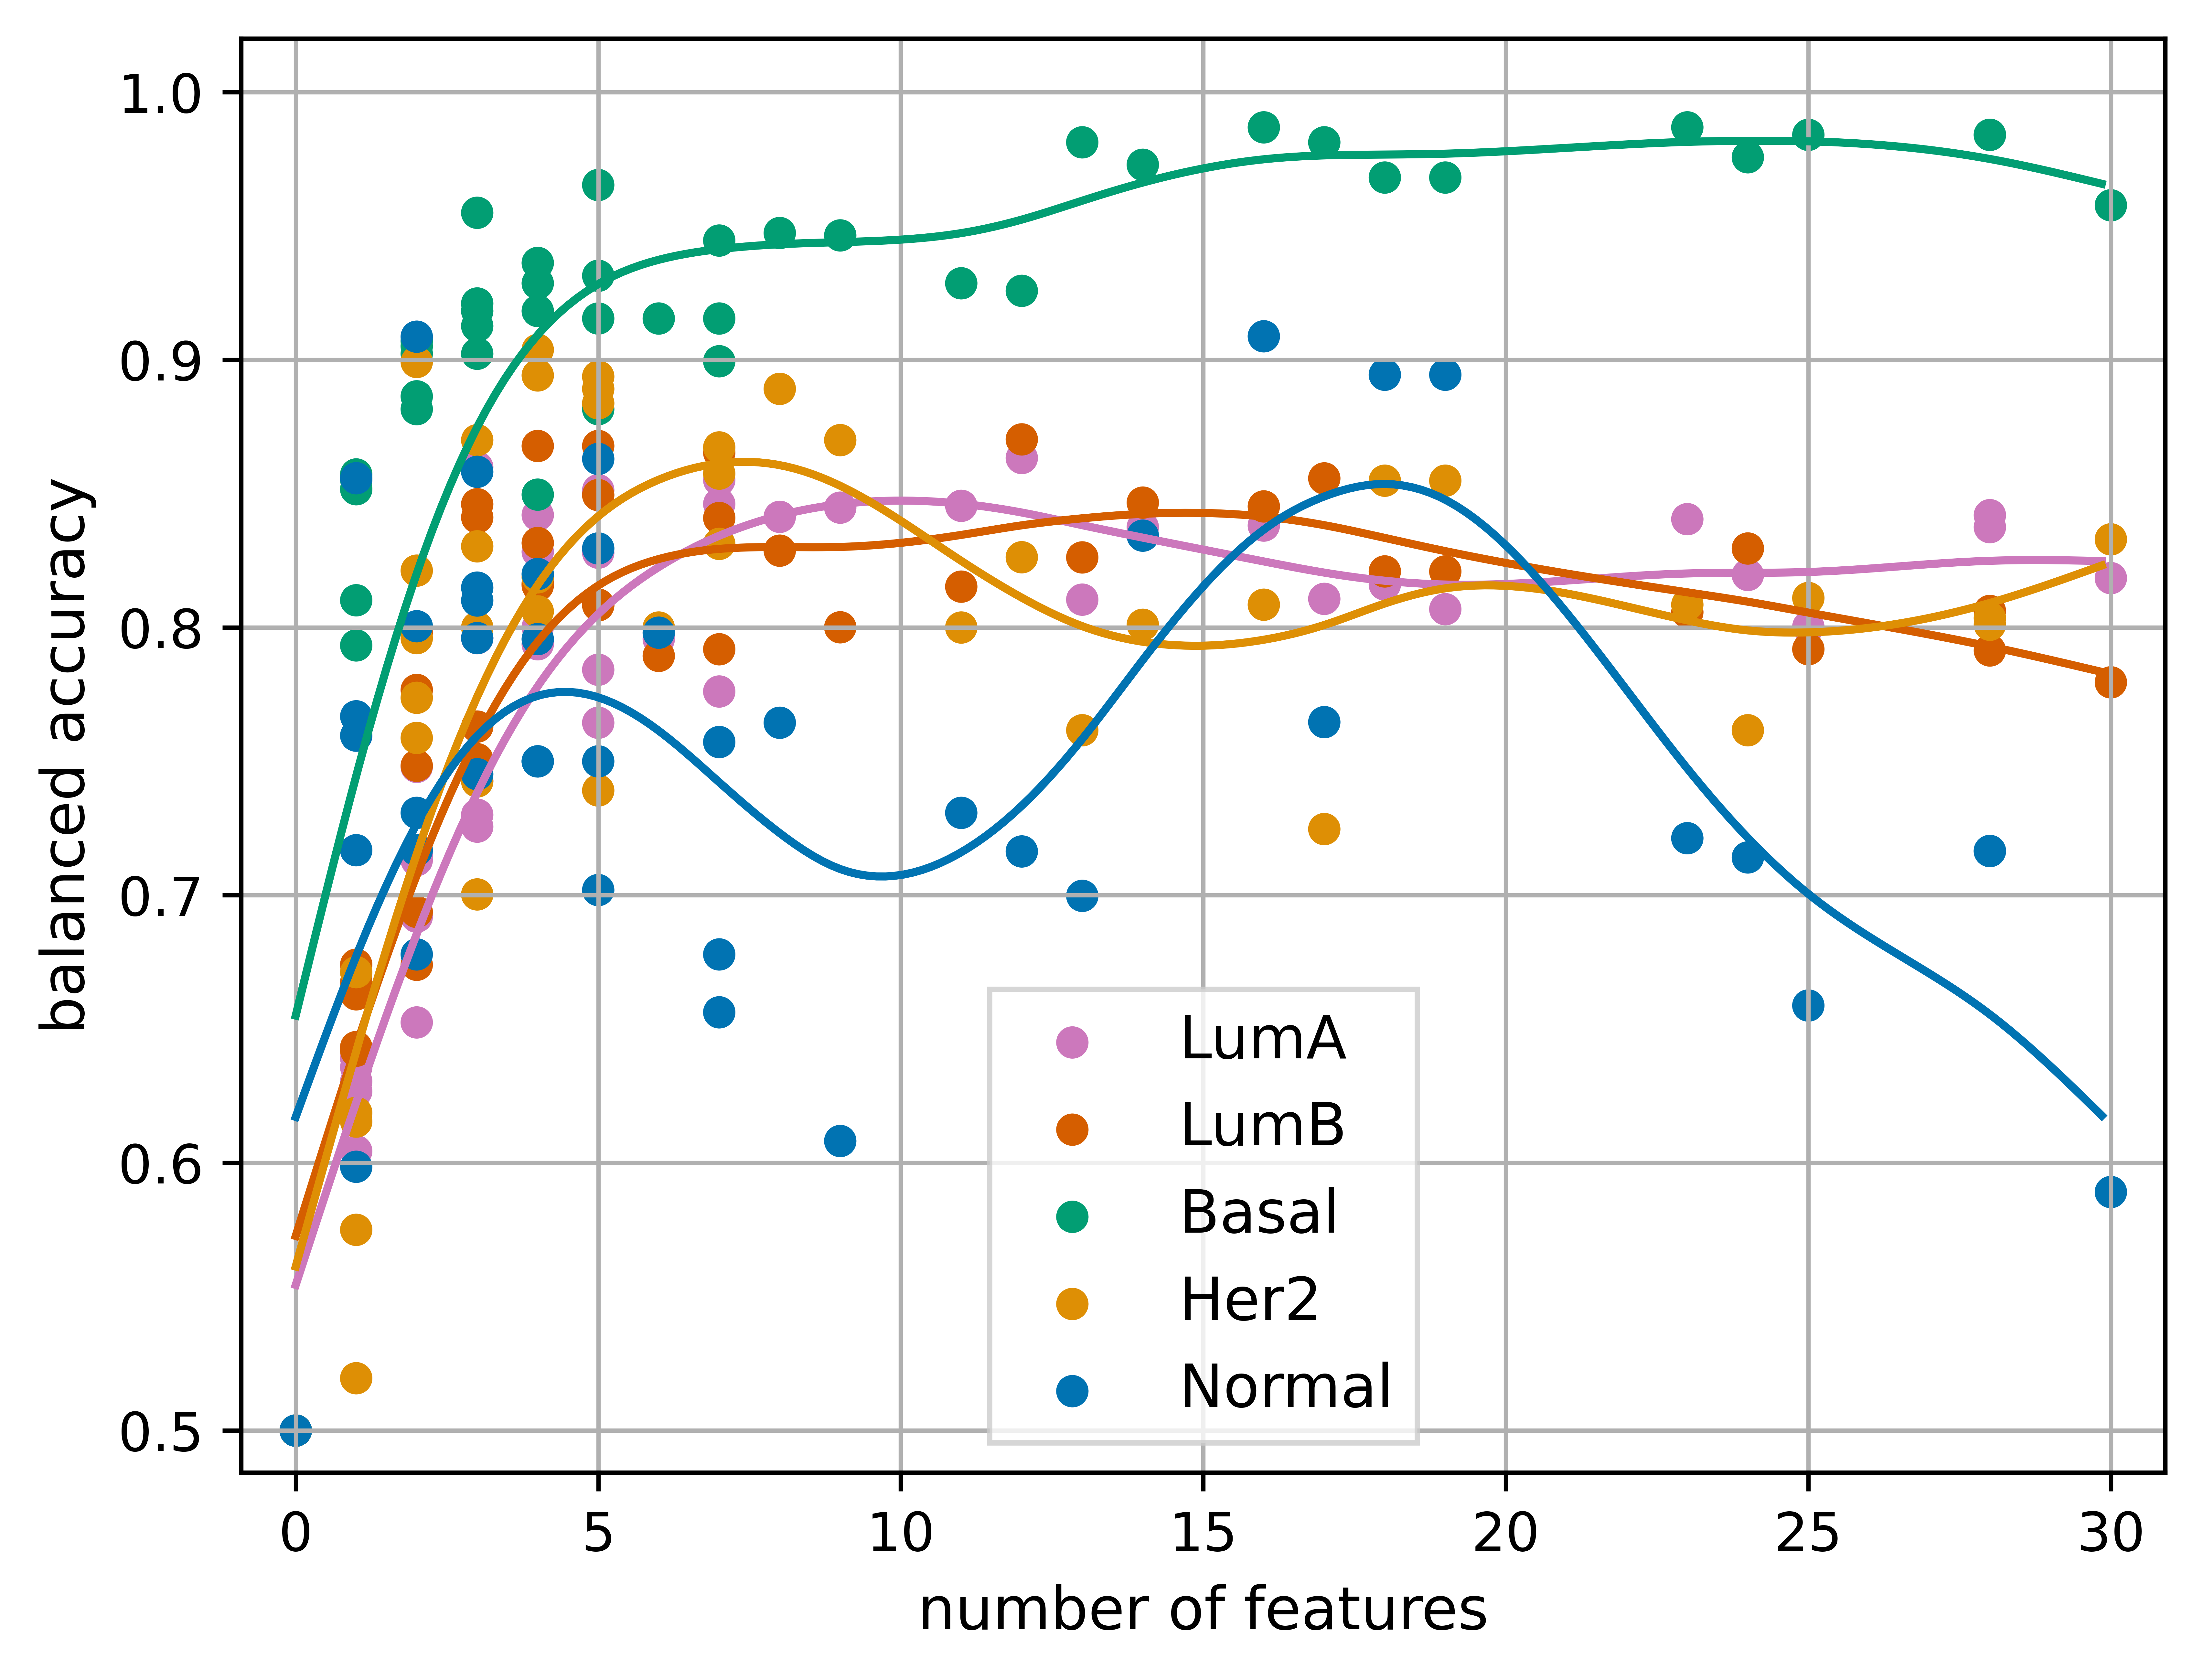 1.0
0.9
0.8
0.7
0.6
0.5
balanced accuracy
LumA
LumB
Basal
Her2
Normal
0 5 10 15 20 25 30
number of features